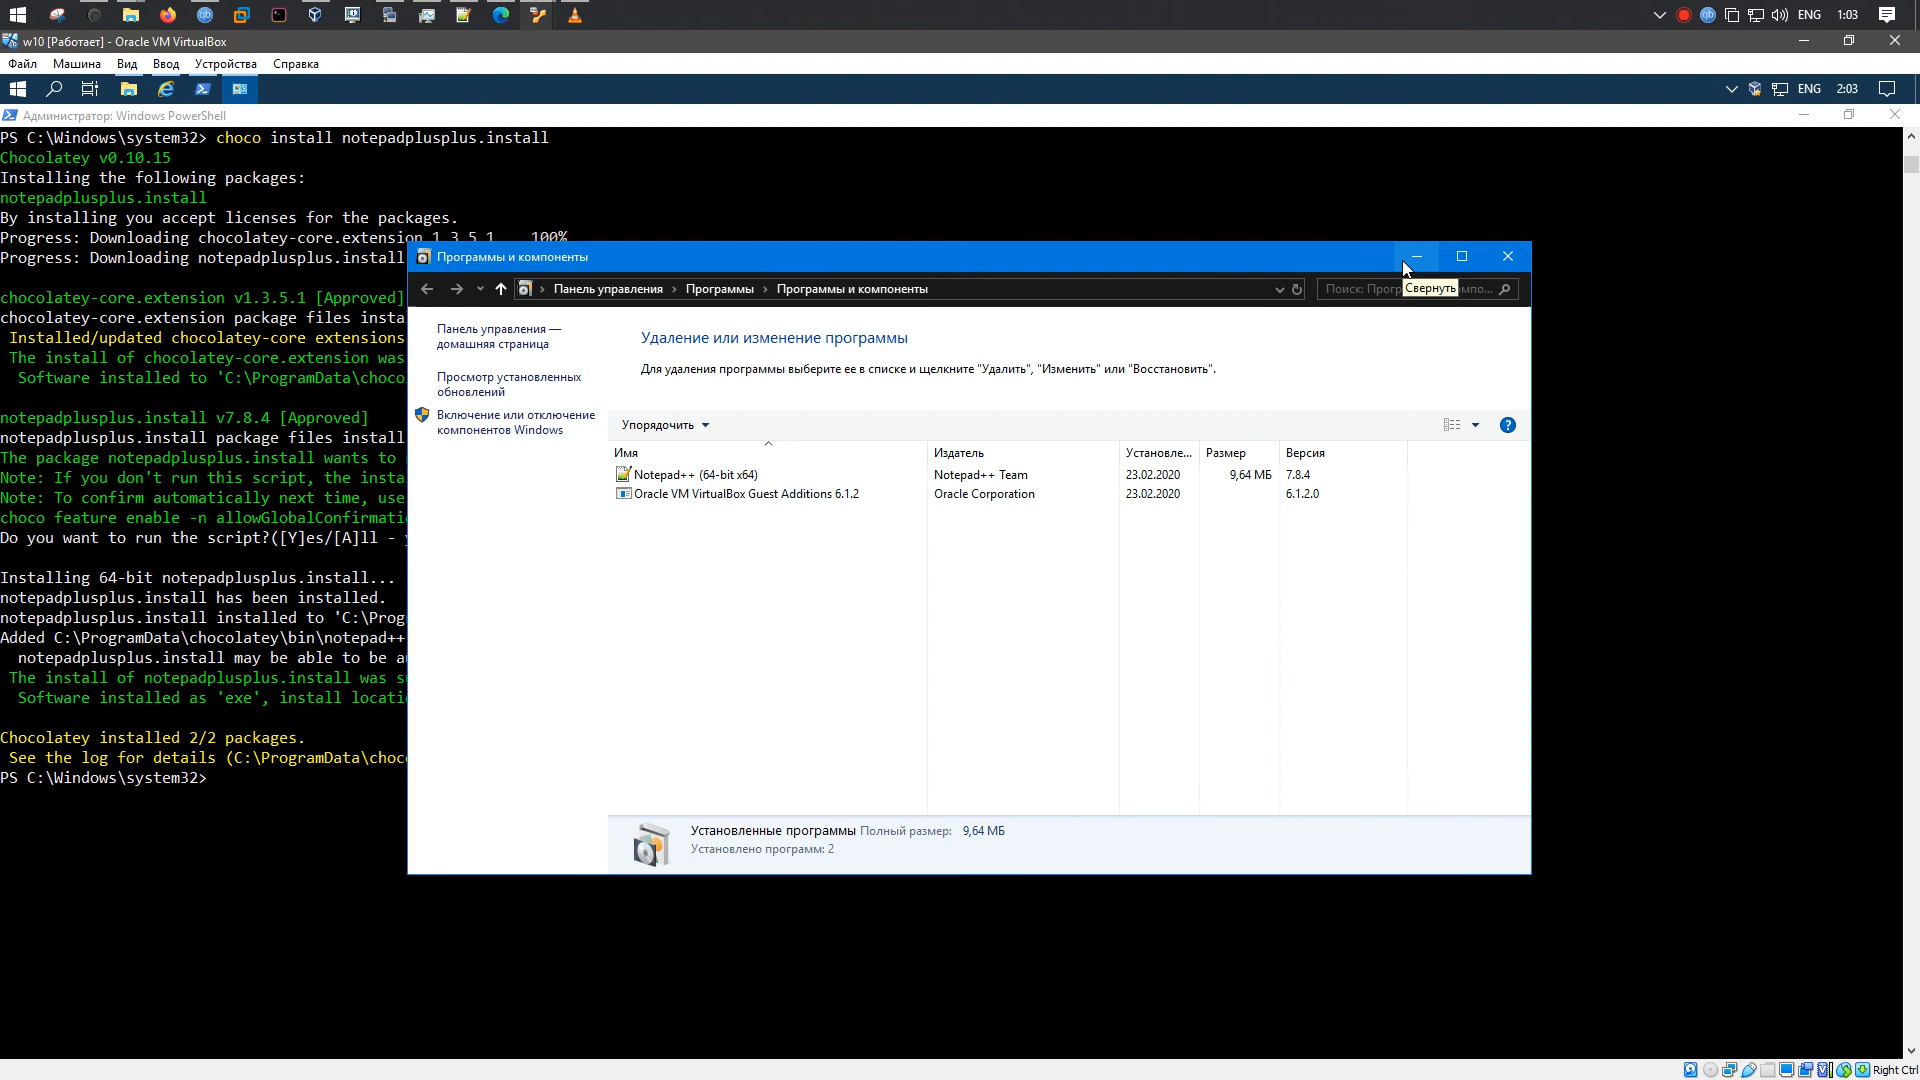 ENG 1:03
w10 [Работает] - Oracle VM VirtualBox
Файл Машина Вид Ввод Устройства Справка
ENG 2:03
Администратор: Windows PowerShell
PS C:\Windows\system32> choco install notepadplusplus.install
Chocolatey v0.10.15
Installing the following packages:
notepadplusplus.install
By installing you accept licenses for the packages.
Progress: Downloading chocolatey-core.extension 1.3.5.1... 100%
Progress: Downloading notepadplusplus.install
chocolatey-core.extension v1.3.5.1 [Approved]
chocolatey-core.extension package files insta
Installed/updated chocolatey-core extensions
The install of chocolatey-core.extension was
Software installed to 'C:\ProgramData\choco
notepadplusplus.install v7.8.4 [Approved]
notepadplusplus.install package files install
The package notepadplusplus.install wants to
Note: If you don't run this script, the insta
Note: To confirm automatically next time, use
choco feature enable -n allowGlobalConfirmati
Do you want to run the script?([Y]es/[A]ll -
Installing 64-bit notepadplusplus.install...
notepadplusplus.install has been installed.
notepadplusplus.install installed to 'C:\Prog
Added C:\ProgramData\chocolatey\bin\notepad++
notepadplusplus.install may be able to be a
The install of notepadplusplus.install was s
Software installed as 'exe', install locati
Chocolatey installed 2/2 packages.
See the log for details (C:\ProgramData\choc
PS C:\Windows\system32>
Программы и компоненты
Панель управления Программы Программы и компоненты
Поиск: Прогр мпо...
Свернуть
Панель управления —
домашняя страница
Просмотр установленных
обновлений
Включение или отключение
компонентов Windows
Удаление или изменение программы
Для удаления программы выберите ее в списке и щелкните "Удалить", "Изменить" или "Восстановить".
Упорядочить
Имя Издатель Установле... Размер Версия
Notepad++ (64-bit x64) Notepad++ Team 23.02.2020 9,64 МБ 7.8.4
Oracle VM VirtualBox Guest Additions 6.1.2 Oracle Corporation 23.02.2020 6.1.2.0
Установленные программы Полный размер: 9,64 МБ
Установлено программ: 2
Right Ctrl